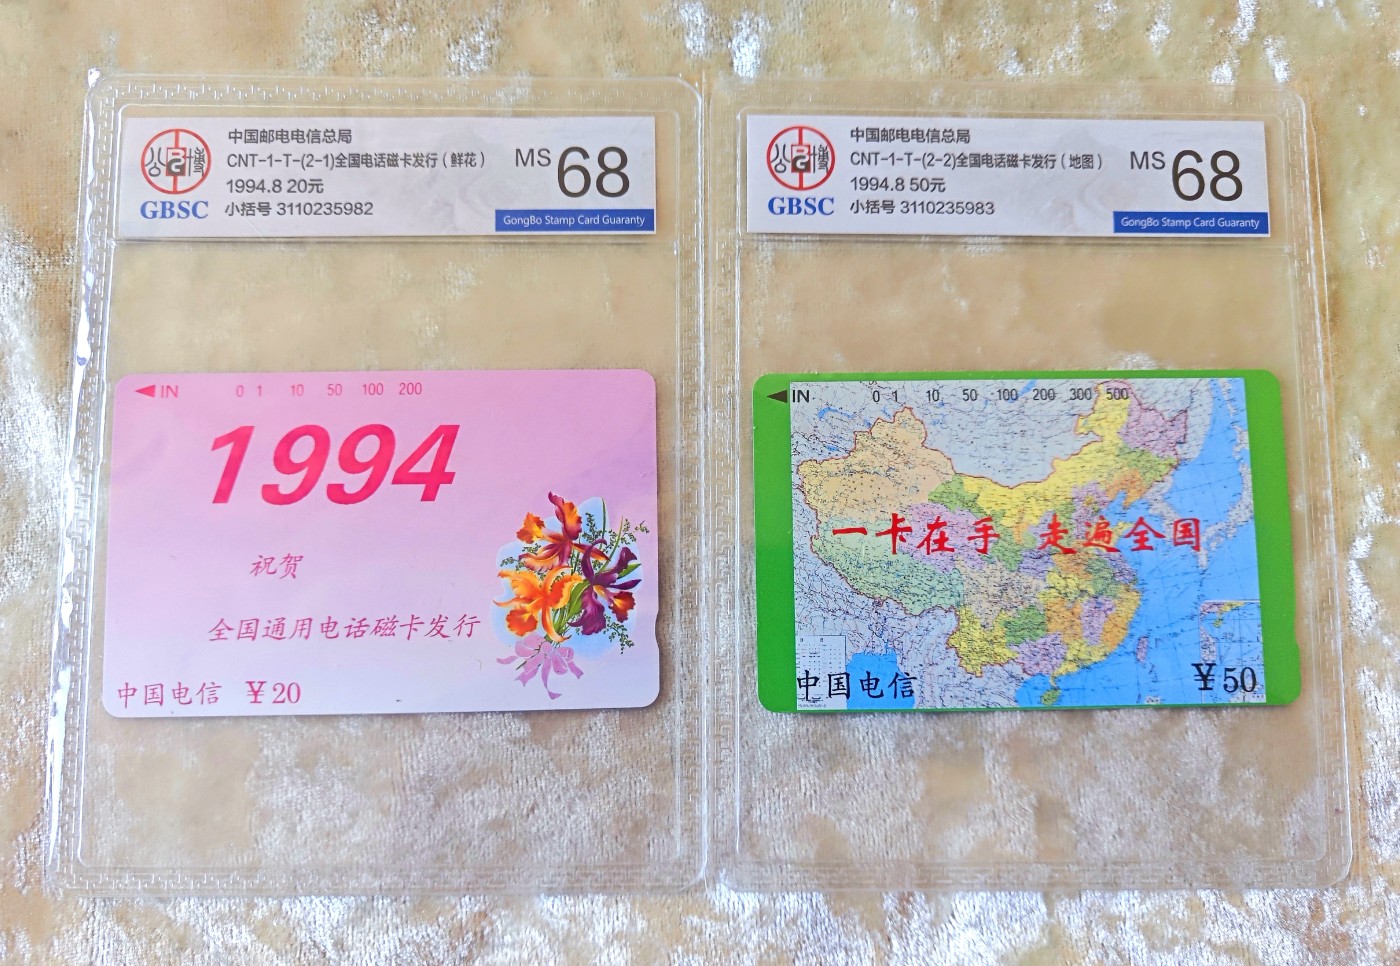 中国邮电电信总局
CNT-1-T-(2-1)全国电话磁卡发行（鲜花）
1994.8 20元
小括号 3110235982
GBSC
MS 68
GongBo Stamp Card Guaranty
IN 0 1 10 50 100 200
1994
祝贺
全国通用电话磁卡发行
中国电信 ￥20
中国邮电电信总局
CNT-1-T-(2-2)全国电话磁卡发行（地图）
1994.8 50元
小括号 3110235983
GBSC
MS 68
GongBo Stamp Card Guaranty
IN 0 1 10 50 100 200 300 500
一卡在手 走遍全国
中国电信 ￥50